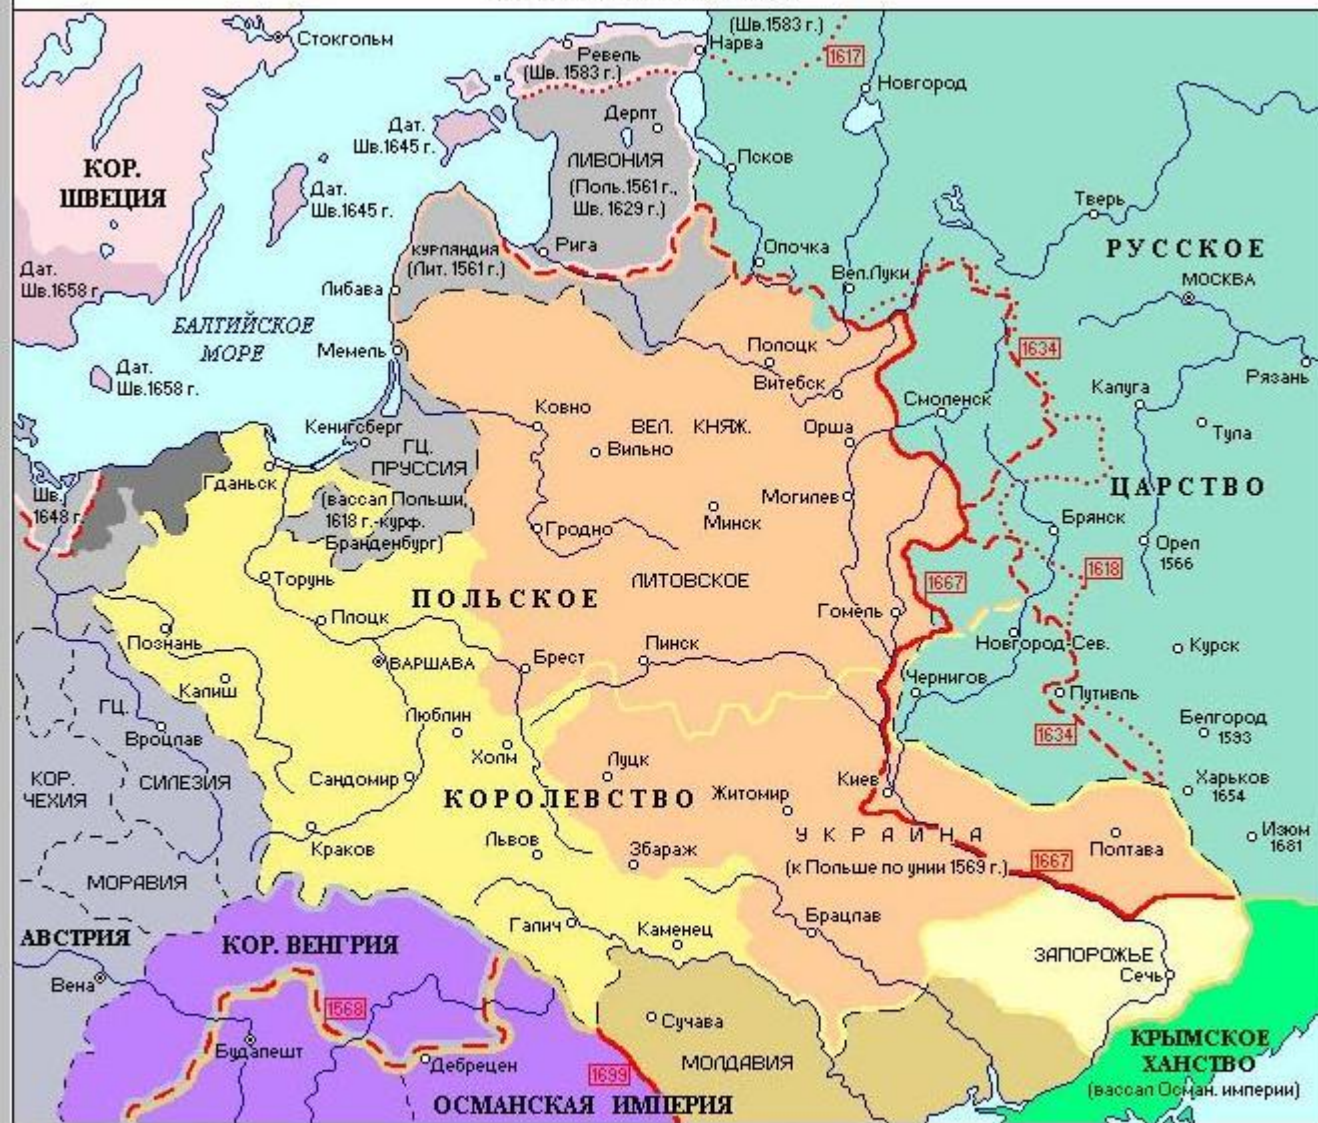 Стокгольм
(Шв.1583 г.)
Нарва
1617
Ревель
(Шв. 1583 г.)
Новгород
Дерпт
Дат.
Шв.1645 г.
КОР.
ШВЕЦИЯ
ЛИВОНИЯ
(Поль.1561 г.,
Шв. 1629 г.)
Псков
Дат.
Шв.1645 г.
Тверь
Рига
КУРЛЯНДИЯ
(Лит. 1561 г.)
Опочка
Вел.Луки
РУССКОЕ
МОСКВА
Дат.
Шв.1658 г
Либава
БАЛТИЙСКОЕ
МОРЕ
Мемель
Полоцк
1634
Дат.
Шв.1658 г.
Витебск
Рязань
Калуга
Смоленск
Ковно
ВЕЛ. КНЯЖ.
Орша
Кенигсберг
Вильно
Тула
ГЦ.
ПРУССИЯ
Гданьск
(вассал Польши,
1618 г.-курф.
Бранденбург)
Шв.
1648 г.
Могилев
ЦАРСТВО
Минск
Брянск
Гродно
Орел
1566
Торунь
ЛИТОВСКОЕ
1667
1618
ПОЛЬСКОЕ
Плоцк
Гомель
Познань
Пинск
Новгород-Сев.
Курск
ВАРШАВА
Брест
Калиш
Чернигов
Путивль
ГЦ.
Вроцлав
Люблин
Белгород
1593
1634
Холм
Луцк
КОР.
ЧЕХИЯ
СИЛЕЗИЯ
Сандомир
Киев
Харьков
1654
КОРОЛЕВСТВО
Житомир
УКРАИНА
Изюм
1681
Краков
Львов
Збараж
Полтава
(к Польше по унии 1569 г.)
1667
МОРАВИЯ
Галич
Каменец
Брацлав
АВСТРИЯ
КОР. ВЕНГРИЯ
ЗАПОРОЖЬЕ
Сечь
Вена
1568
Сучава
Будапешт
Дебрецен
1699
МОЛДАВИЯ
КРЫМСКОЕ
ХАНСТВО
(вассал Осман. империи)
ОСМАНСКАЯ ИМПЕРИЯ